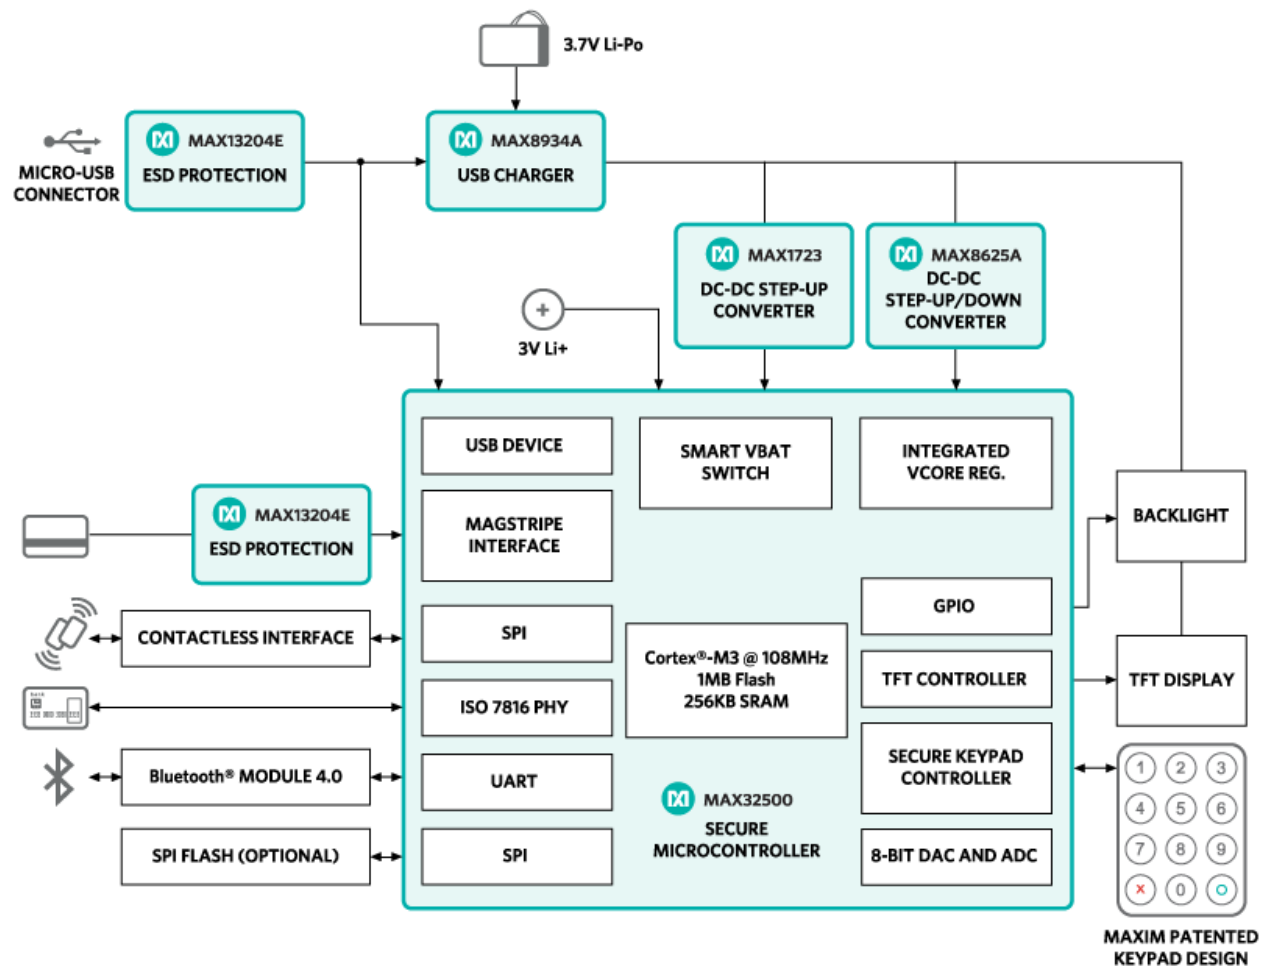 3.7V Li-Po
MICRO-USB
CONNECTOR
MAX13204E
ESD PROTECTION
MAX8934A
USB CHARGER
MAX1723
DC-DC STEP-UP
CONVERTER
MAX8625A
DC-DC
STEP-UP/DOWN
CONVERTER
3V Li+
USB DEVICE
SMART VBAT
SWITCH
INTEGRATED
VCORE REG.
MAX13204E
ESD PROTECTION
MAGSTRIPE
INTERFACE
BACKLIGHT
GPIO
CONTACTLESS INTERFACE
SPI
Cortex®-M3 @ 108MHz
1MB Flash
256KB SRAM
TFT CONTROLLER
TFT DISPLAY
ISO 7816 PHY
Bluetooth® MODULE 4.0
UART
SECURE KEYPAD
CONTROLLER
MAX32500
SECURE
MICROCONTROLLER
SPI FLASH (OPTIONAL)
SPI
8-BIT DAC AND ADC
1 2 3
4 5 6
7 8 9
X 0 O
MAXIM PATENTED
KEYPAD DESIGN